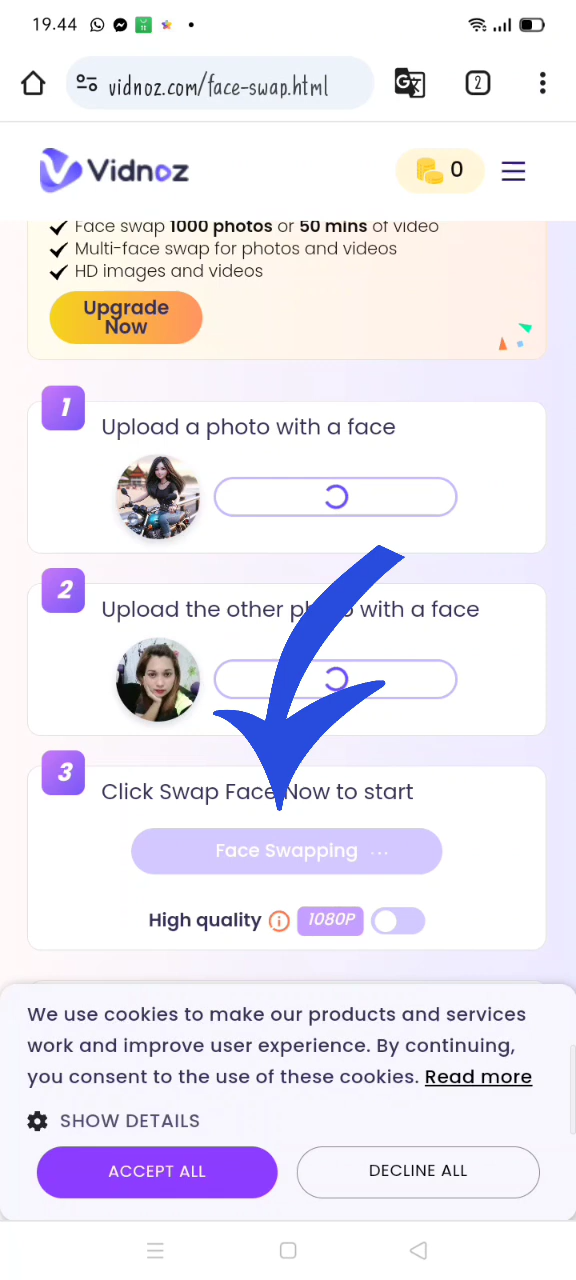 19.44
vidnoz.com/face-swap.html
2
Vidnoz
0
Face swap 1000 photos or 50 mins of video
Multi-face swap for photos and videos
HD images and videos
Upgrade
Now
1
Upload a photo with a face
2
Upload the other photo with a face
3
Click Swap Face Now to start
Face Swapping ...
High quality 1080P
We use cookies to make our products and services
work and improve user experience. By continuing,
you consent to the use of these cookies. Read more
SHOW DETAILS
ACCEPT ALL
DECLINE ALL